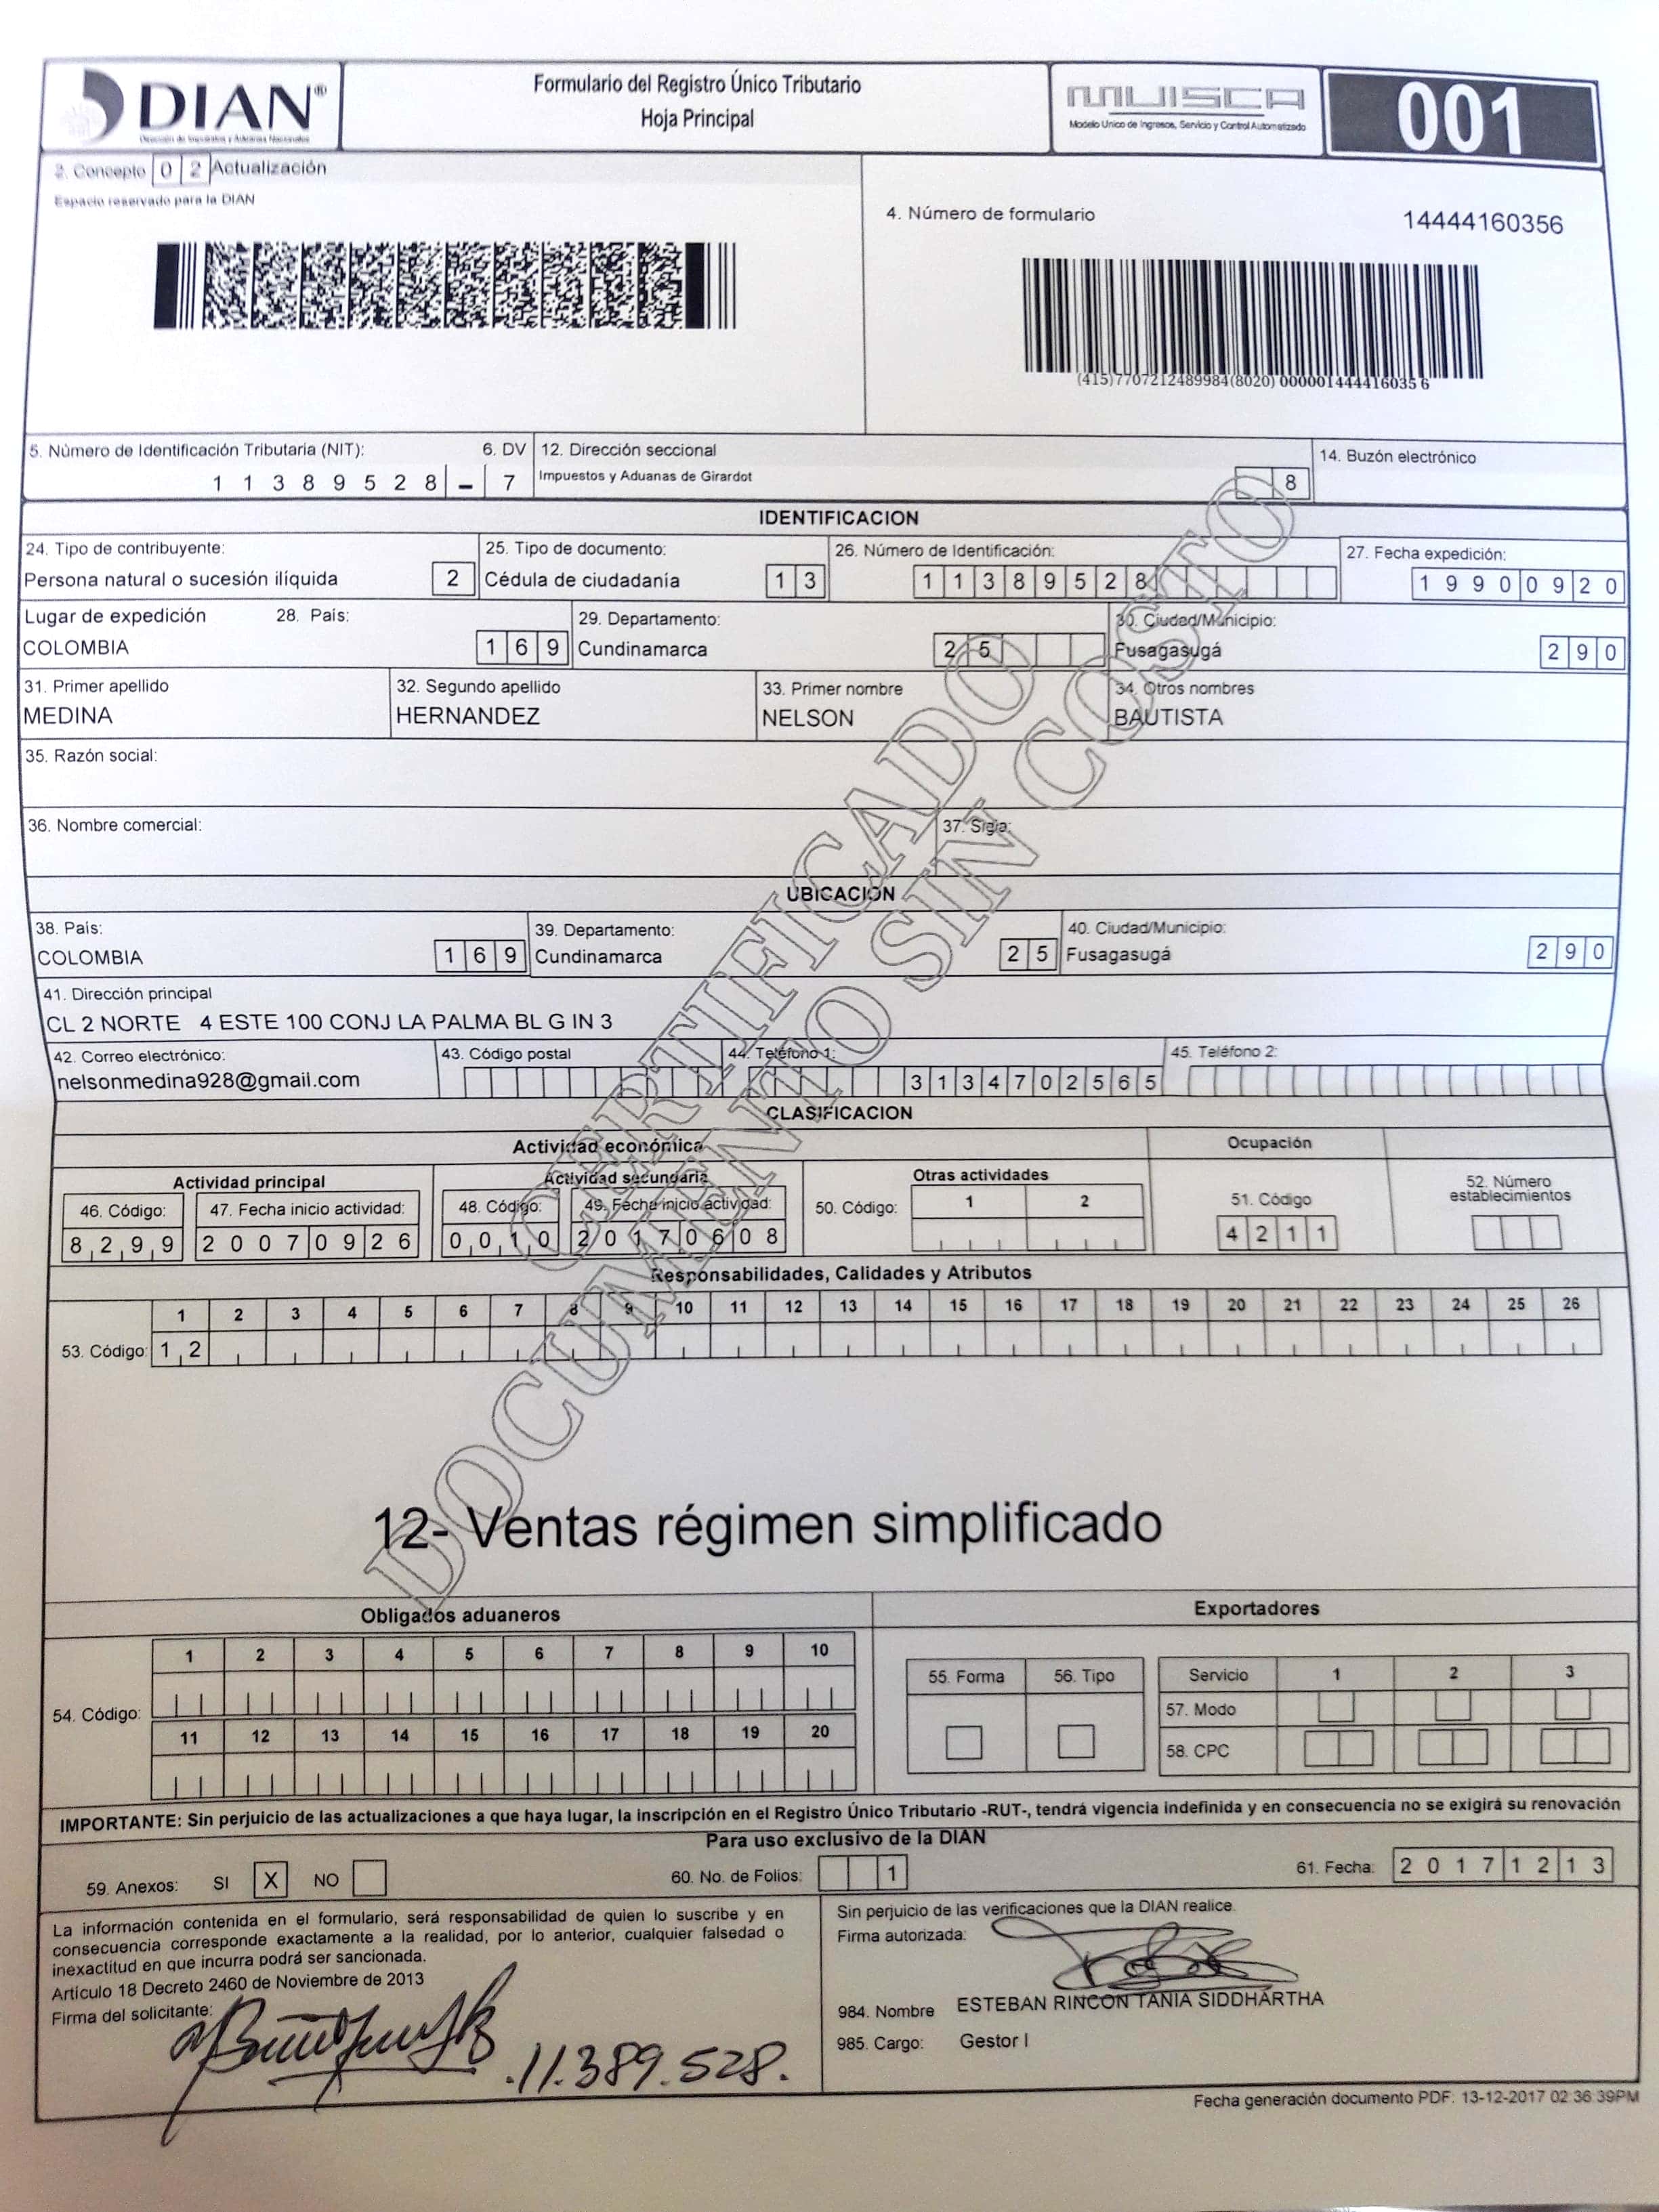 DIAN®
Dirección de Impuestos y Aduanas Nacionales
Formulario del Registro Único Tributario
Hoja Principal
MUISCA
Modelo Unico de Ingresos, Servicio y Control Automatizado
001
2. Concepto 0 2 Actualización
Espacio reservado para la DIAN
4. Número de formulario 14444160356
(415)7707212489984(8020) 000001444416035 6
5. Número de Identificación Tributaria (NIT): 6. DV 12. Dirección seccional 14. Buzón electrónico
1 1 3 8 9 5 2 8 - 7 Impuestos y Aduanas de Girardot 8
IDENTIFICACION
24. Tipo de contribuyente: 25. Tipo de documento: 26. Número de Identificación: 27. Fecha expedición:
Persona natural o sucesión ilíquida 2 Cédula de ciudadanía 1 3 1 1 3 8 9 5 2 8 1 9 9 0 0 9 2 0
Lugar de expedición 28. País: 29. Departamento: 30. Ciudad/Municipio:
COLOMBIA 1 6 9 Cundinamarca 2 5 Fusagasugá 2 9 0
31. Primer apellido 32. Segundo apellido 33. Primer nombre 34. Otros nombres
MEDINA HERNANDEZ NELSON BAUTISTA
35. Razón social:
36. Nombre comercial: 37. Sigla:
UBICACION
38. País: 39. Departamento: 40. Ciudad/Municipio:
COLOMBIA 1 6 9 Cundinamarca 2 5 Fusagasugá 2 9 0
41. Dirección principal
CL 2 NORTE 4 ESTE 100 CONJ LA PALMA BL G IN 3
42. Correo electrónico: 43. Código postal 44. Teléfono 1: 45. Teléfono 2:
nelsonmedina928@gmail.com 3 1 3 4 7 0 2 5 6 5
CLASIFICACION
Actividad económica Ocupación
Actividad principal Actividad secundaria Otras actividades 52. Número establecimientos
46. Código: 47. Fecha inicio actividad: 48. Código: 49. Fecha inicio actividad: 50. Código: 1 2 51. Código
8 2 9 9 2 0 0 7 0 9 2 6 0 0 1 0 2 0 1 7 0 6 0 8 4 2 1 1
Responsabilidades, Calidades y Atributos
1 2 3 4 5 6 7 8 9 10 11 12 13 14 15 16 17 18 19 20 21 22 23 24 25 26
53. Código: 1 2
12- Ventas régimen simplificado
CERTIFICADO
DOCUMENTO SIN COSTO
Obligados aduaneros Exportadores
1 2 3 4 5 6 7 8 9 10
55. Forma 56. Tipo Servicio 1 2 3
54. Código: 57. Modo
11 12 13 14 15 16 17 18 19 20
58. CPC
IMPORTANTE: Sin perjuicio de las actualizaciones a que haya lugar, la inscripción en el Registro Único Tributario -RUT-, tendrá vigencia indefinida y en consecuencia no se exigirá su renovación
Para uso exclusivo de la DIAN
59. Anexos: SI X NO 60. No. de Folios: 1 61. Fecha: 2 0 1 7 1 2 1 3
La información contenida en el formulario, será responsabilidad de quien lo suscribe y en
consecuencia corresponde exactamente a la realidad, por lo anterior, cualquier falsedad o
inexactitud en que incurra podrá ser sancionada.
Artículo 18 Decreto 2460 de Noviembre de 2013
Firma del solicitante:
11.389.528.
Sin perjuicio de las verificaciones que la DIAN realice.
Firma autorizada:
984. Nombre ESTEBAN RINCON TANIA SIDDHARTHA
985. Cargo: Gestor I
Fecha generación documento PDF: 13-12-2017 02:36:39PM